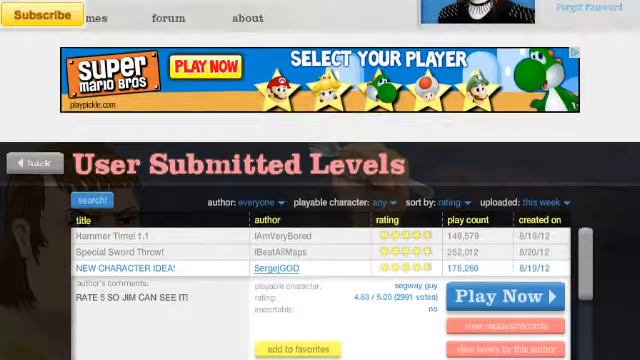 Subscribe
mes forum about
Forgot Password
SUPER
MARIO BROS
PLAY NOW
SELECT YOUR PLAYER
playpickle.com
back
User Submitted Levels
search!
author: everyone playable character: any sort by: rating uploaded: this week
title author rating play count created on
Hammer Time! 1.1 IAmVeryBored 149,579 8/19/12
Special Sword Throw! IBeatAllMaps 252,012 8/20/12
NEW CHARACTER IDEA! SergejGOD 178,260 8/19/12
author's comments:
RATE 5 SO JIM CAN SEE IT!
playable character: segway guy
rating: 4.63 / 5.00 (2991 votes)
importable: no
Play Now
view replays/records
add to favorites
view levels by this author